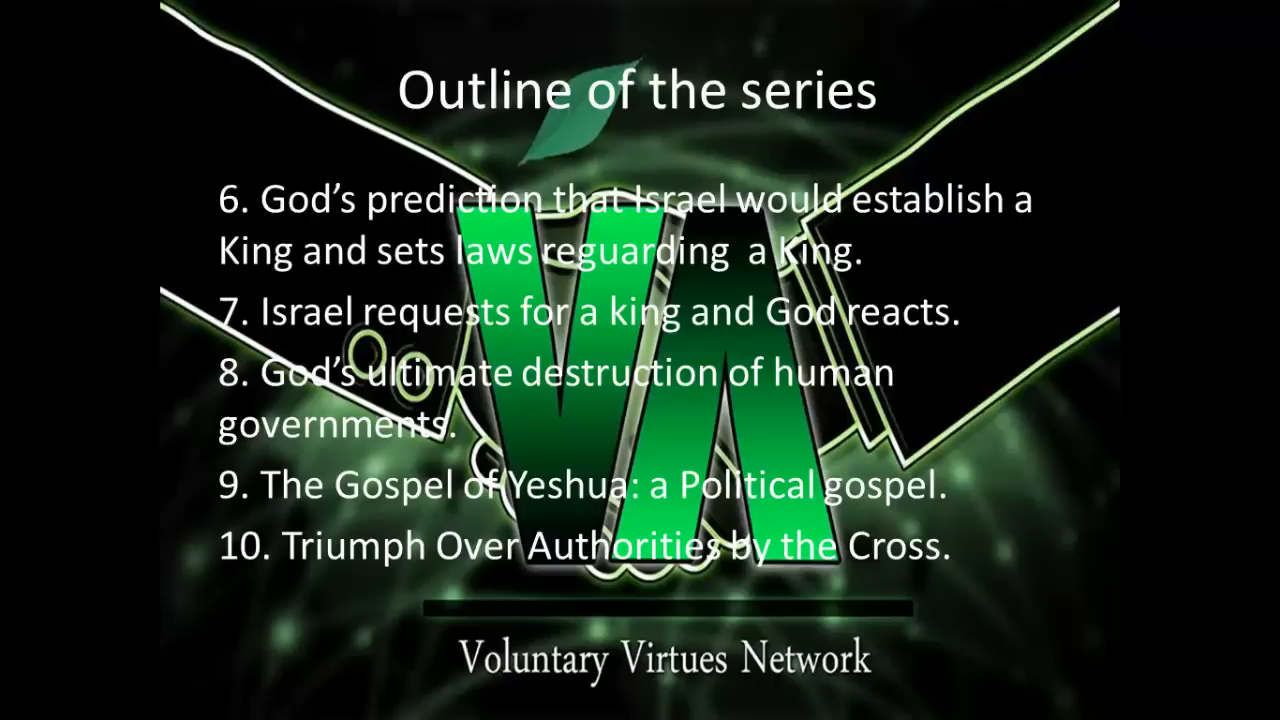 Outline of the series
6. God’s prediction that Israel would establish a
King and sets laws reguarding  a King.
7. Israel requests for a king and God reacts.
8. God’s ultimate destruction of human
governments.
9. The Gospel of Yeshua: a Political gospel.
10. Triumph Over Authorities by the Cross.
VA
Voluntary Virtues Network